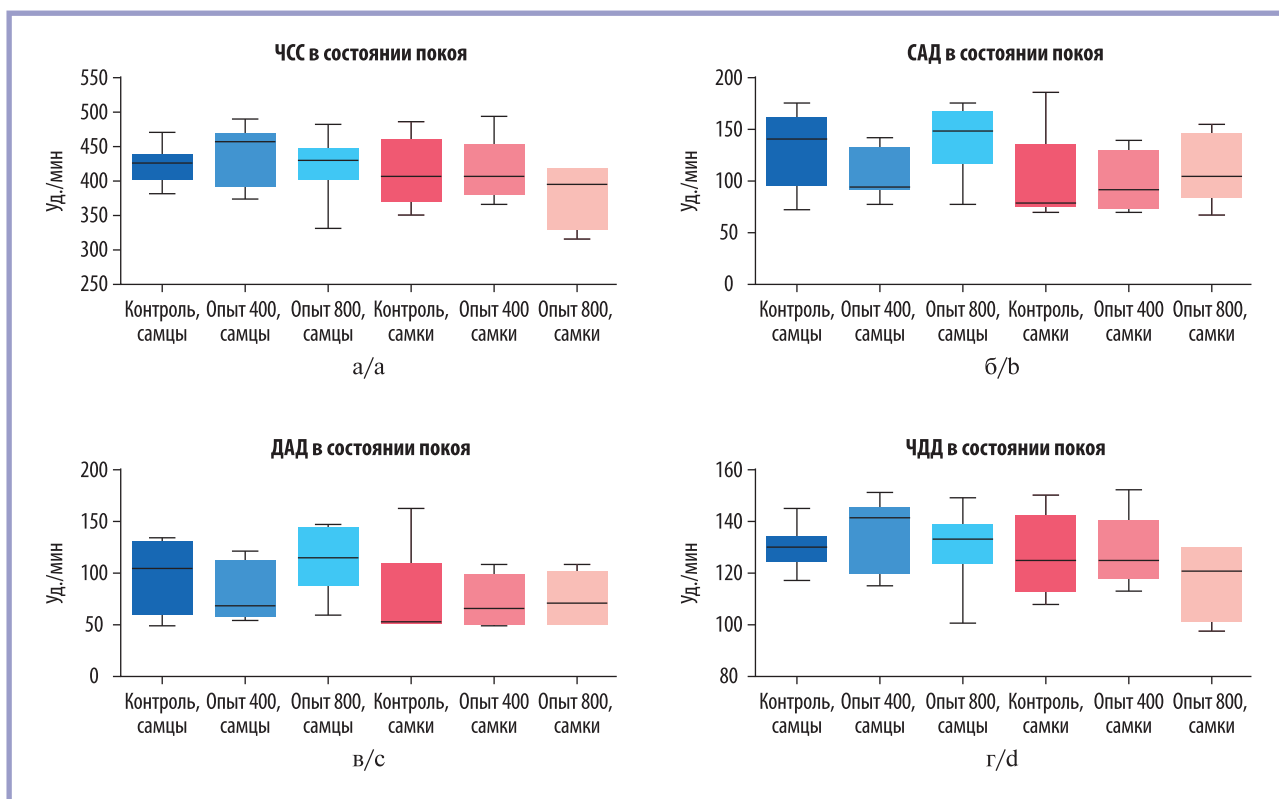 ЧСС в состоянии покоя
Уд./мин
550
500
450
400
350
300
250
Контроль, самцы
Опыт 400, самцы
Опыт 800, самцы
Контроль, самки
Опыт 400 самки
Опыт 800, самки
а/a
САД в состоянии покоя
Уд./мин
200
150
100
50
0
Контроль, самцы
Опыт 400, самцы
Опыт 800, самцы
Контроль, самки
Опыт 400 самки
Опыт 800, самки
б/b
ДАД в состоянии покоя
Уд./мин
200
150
100
50
0
Контроль, самцы
Опыт 400, самцы
Опыт 800, самцы
Контроль, самки
Опыт 400 самки
Опыт 800, самки
в/c
ЧДД в состоянии покоя
Уд./мин
160
140
120
100
80
Контроль, самцы
Опыт 400, самцы
Опыт 800, самцы
Контроль, самки
Опыт 400 самки
Опыт 800, самки
г/d